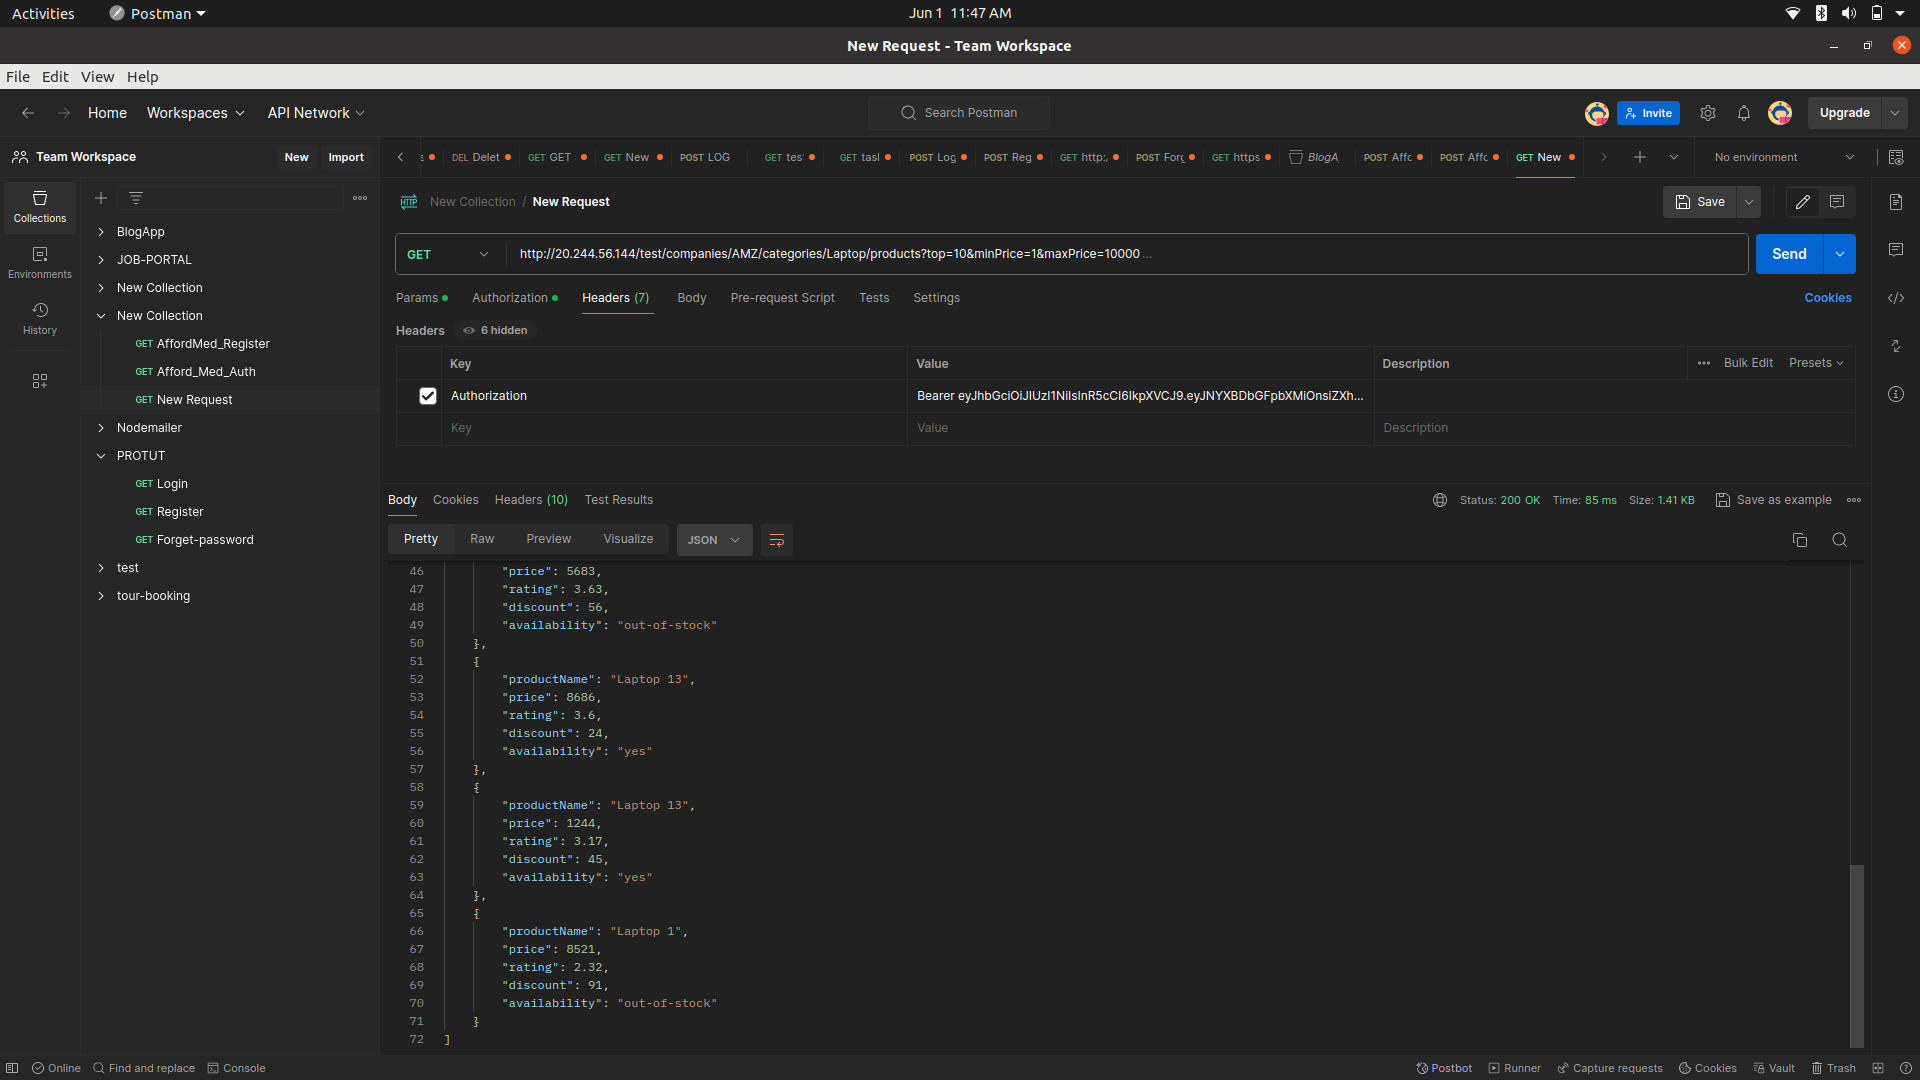 Activities
Postman
Jun 1 11:47 AM
New Request - Team Workspace
File Edit View Help
Home Workspaces API Network
Search Postman
Invite
Upgrade
Team Workspace
New Import
DEL Delet
GET GET
GET New
POST LOG
GET tes
GET tasl
POST Log
POST Reg
GET http:
POST Forg
GET https
BlogA
POST Affc
POST Affc
GET New
No environment
Collections
Environments
History
BlogApp
JOB-PORTAL
New Collection
New Collection
GET AffordMed_Register
GET Afford_Med_Auth
GET New Request
Nodemailer
PROTUT
GET Login
GET Register
GET Forget-password
test
tour-booking
HTTP New Collection / New Request
Save
GET http://20.244.56.144/test/companies/AMZ/categories/Laptop/products?top=10&minPrice=1&maxPrice=10000 ...
Send
Params Authorization Headers (7) Body Pre-request Script Tests Settings
Cookies
Headers 6 hidden
Key Value Description Bulk Edit Presets
Authorization Bearer eyJhbGciOiJIUzI1NiIsInR5cCI6IkpXVCJ9.eyJNYXBDbGFpbXMiOnsiZXh...
Key Value Description
Body Cookies Headers (10) Test Results
Status: 200 OK Time: 85 ms Size: 1.41 KB Save as example
Pretty Raw Preview Visualize JSON
46 "price": 5683,
47 "rating": 3.63,
48 "discount": 56,
49 "availability": "out-of-stock"
50 },
51 {
52 "productName": "Laptop 13",
53 "price": 8686,
54 "rating": 3.6,
55 "discount": 24,
56 "availability": "yes"
57 },
58 {
59 "productName": "Laptop 13",
60 "price": 1244,
61 "rating": 3.17,
62 "discount": 45,
63 "availability": "yes"
64 },
65 {
66 "productName": "Laptop 1",
67 "price": 8521,
68 "rating": 2.32,
69 "discount": 91,
70 "availability": "out-of-stock"
71 }
72 ]
Online Find and replace Console
Postbot Runner Capture requests Cookies Vault Trash